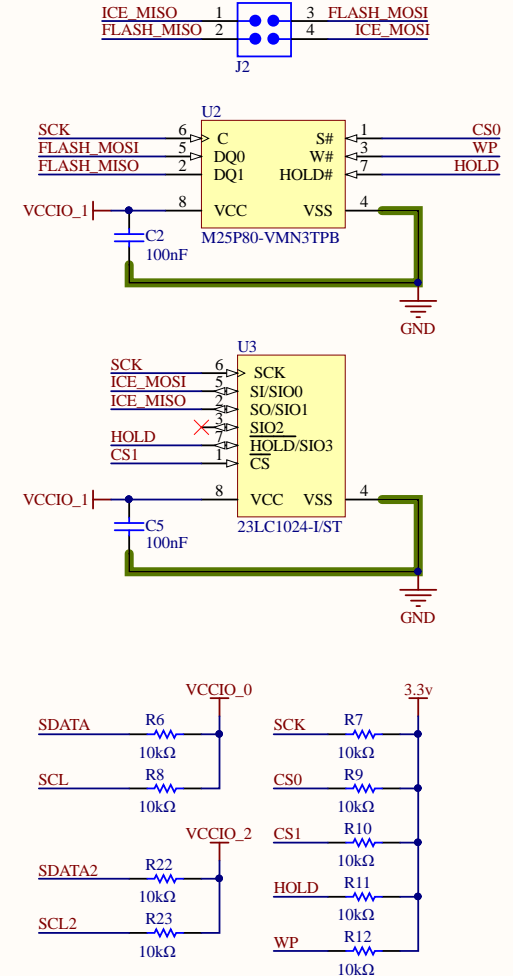 ICE_MISO 1 3 FLASH_MOSI
FLASH_MISO 2 4 ICE_MOSI
J2
U2
SCK 6 C S# 1 CS0
FLASH_MOSI 5 DQ0 W# 3 WP
FLASH_MISO 2 DQ1 HOLD# 7 HOLD
VCCIO_1 8 VCC VSS 4
M25P80-VMN3TPB
C2
100nF
GND
U3
SCK 6 SCK
ICE_MOSI 5 SI/SIO0
ICE_MISO 2 SO/SIO1
3 SIO2
HOLD 7 HOLD/SIO3
CS1 1 CS
VCCIO_1 8 VCC VSS 4
23LC1024-I/ST
C5
100nF
GND
VCCIO_0
SDATA R6
10kΩ
SCL R8
10kΩ
VCCIO_2
SDATA2 R22
10kΩ
SCL2 R23
10kΩ
3.3v
SCK R7
10kΩ
CS0 R9
10kΩ
CS1 R10
10kΩ
HOLD R11
10kΩ
WP R12
10kΩ